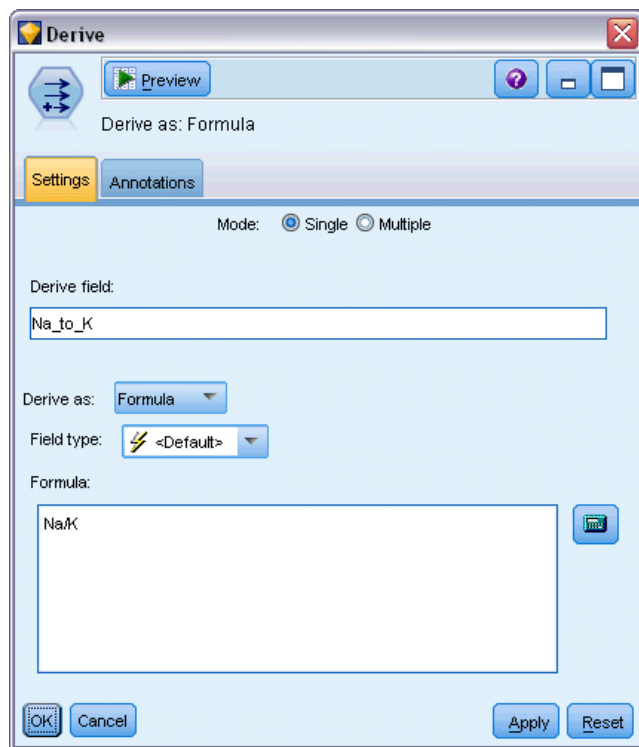 Derive
Preview
Derive as: Formula
Settings Annotations
Mode: Single Multiple
Derive field:
Na_to_K
Derive as: Formula
Field type: <Default>
Formula:
Na/K
OK Cancel Apply Reset